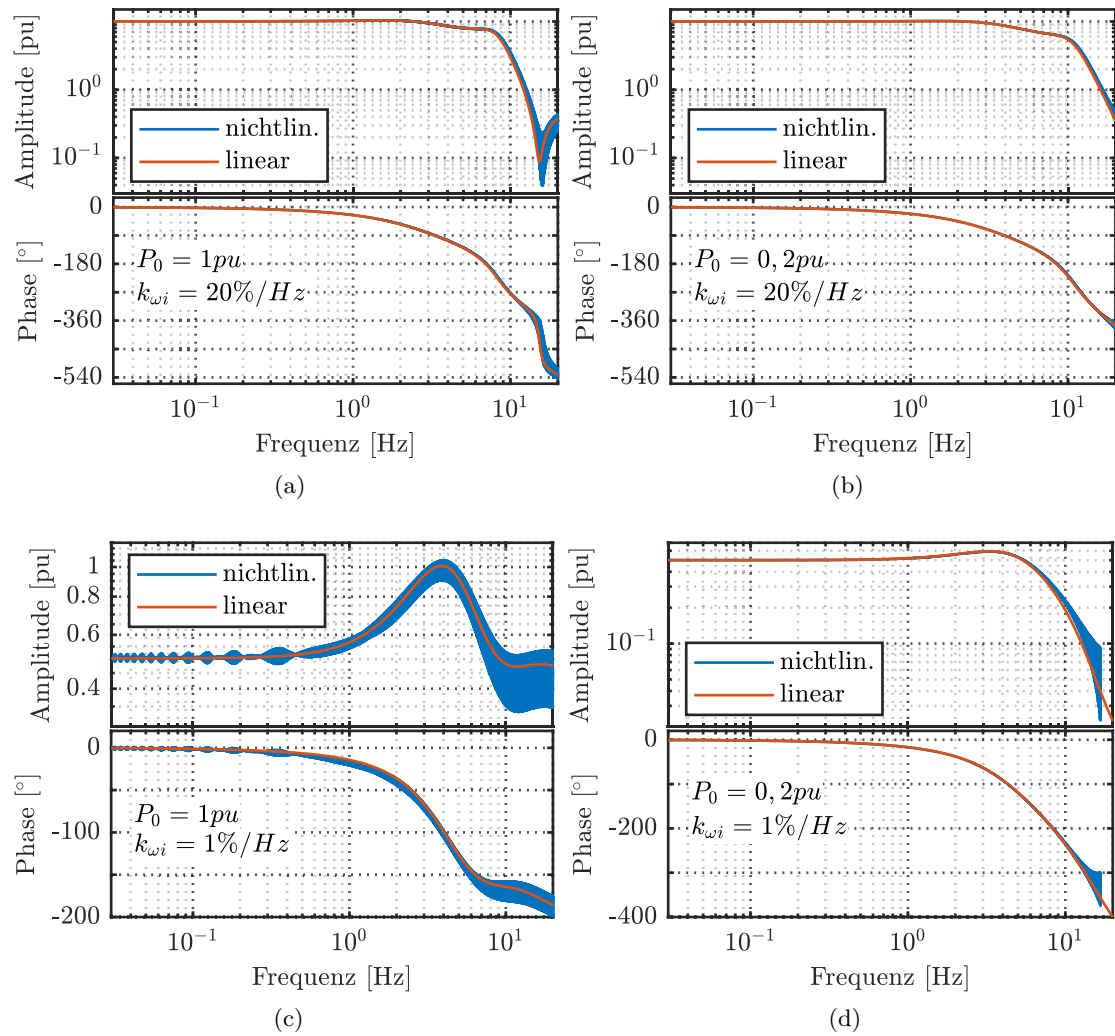 Amplitude [pu]
10^0
10^-1
nichtlin.
linear
Phase [°]
0
-180
-360
-540
P_0 = 1pu
k_ωi = 20%/Hz
10^-1
10^0
10^1
Frequenz [Hz]
(a)
Amplitude [pu]
10^0
10^-1
nichtlin.
linear
Phase [°]
0
-180
-360
-540
P_0 = 0, 2pu
k_ωi = 20%/Hz
10^-1
10^0
10^1
Frequenz [Hz]
(b)
Amplitude [pu]
1
0.8
0.6
0.4
nichtlin.
linear
Phase [°]
0
-100
-200
P_0 = 1pu
k_ωi = 1%/Hz
10^-1
10^0
10^1
Frequenz [Hz]
(c)
Amplitude [pu]
10^-1
nichtlin.
linear
Phase [°]
0
-200
-400
P_0 = 0, 2pu
k_ωi = 1%/Hz
10^-1
10^0
10^1
Frequenz [Hz]
(d)